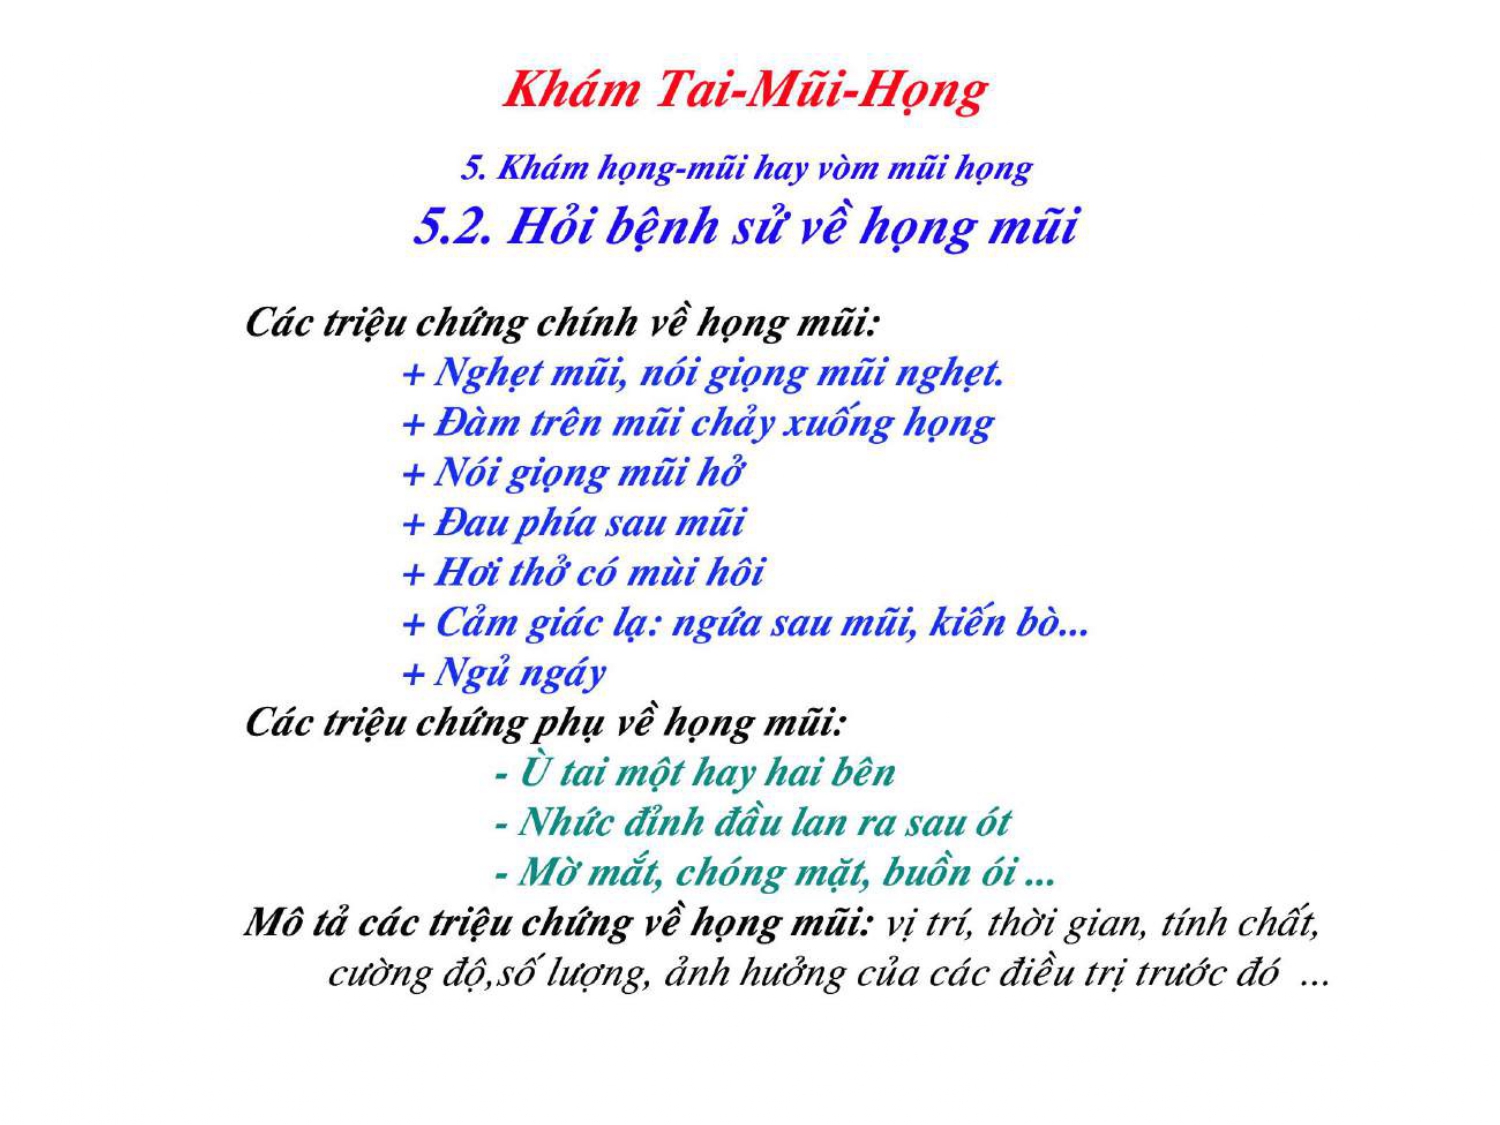 Khám Tai-Mũi-Họng
5. Khám họng-mũi hay vòm mũi họng
5.2. Hỏi bệnh sử về họng mũi
Các triệu chứng chính về họng mũi:
+ Nghẹt mũi, nói giọng mũi nghẹt.
+ Đàm trên mũi chảy xuống họng
+ Nói giọng mũi hở
+ Đau phía sau mũi
+ Hơi thở có mùi hôi
+ Cảm giác lạ: ngứa sau mũi, kiến bò...
+ Ngủ ngáy
Các triệu chứng phụ về họng mũi:
- Ù tai một hay hai bên
- Nhức đỉnh đầu lan ra sau ót
- Mờ mắt, chóng mặt, buồn ói ...
Mô tả các triệu chứng về họng mũi: vị trí, thời gian, tính chất,
cường độ,số lượng, ảnh hưởng của các điều trị trước đó ...